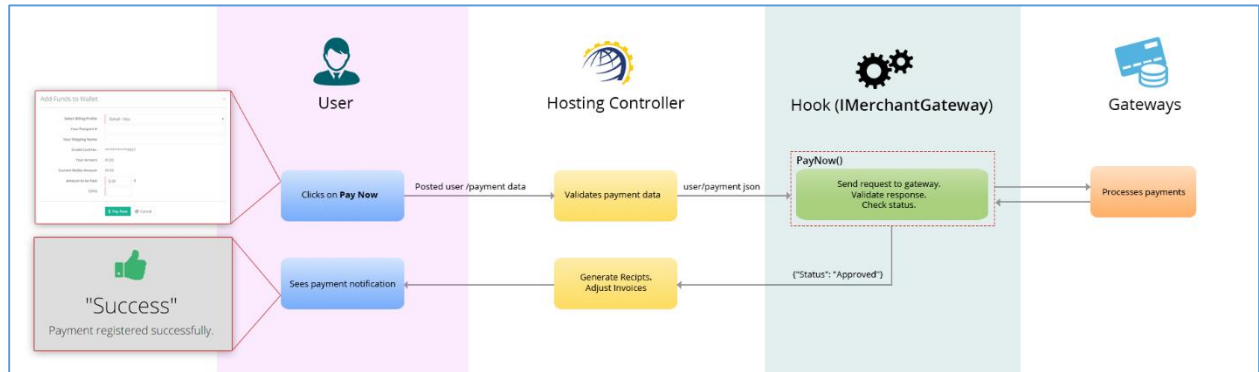 User
Hosting Controller
Hook (IMerchantGateway)
Gateways
Add Funds to Wallet
Select Billing Profile
Your Passport #
Your Shipping Name
Your Amount
Current Wallet Amount
Amount to be Paid
$ Pay Now
Cancel
Clicks on Pay Now
Posted user /payment data
Validates payment data
user/payment json
PayNow()
Send request to gateway.
Validate response.
Check status.
Processes payments
{"Status": "Approved"}
Generate Recipts.
Adjust Invoices
Sees payment notification
"Success"
Payment registered successfully.